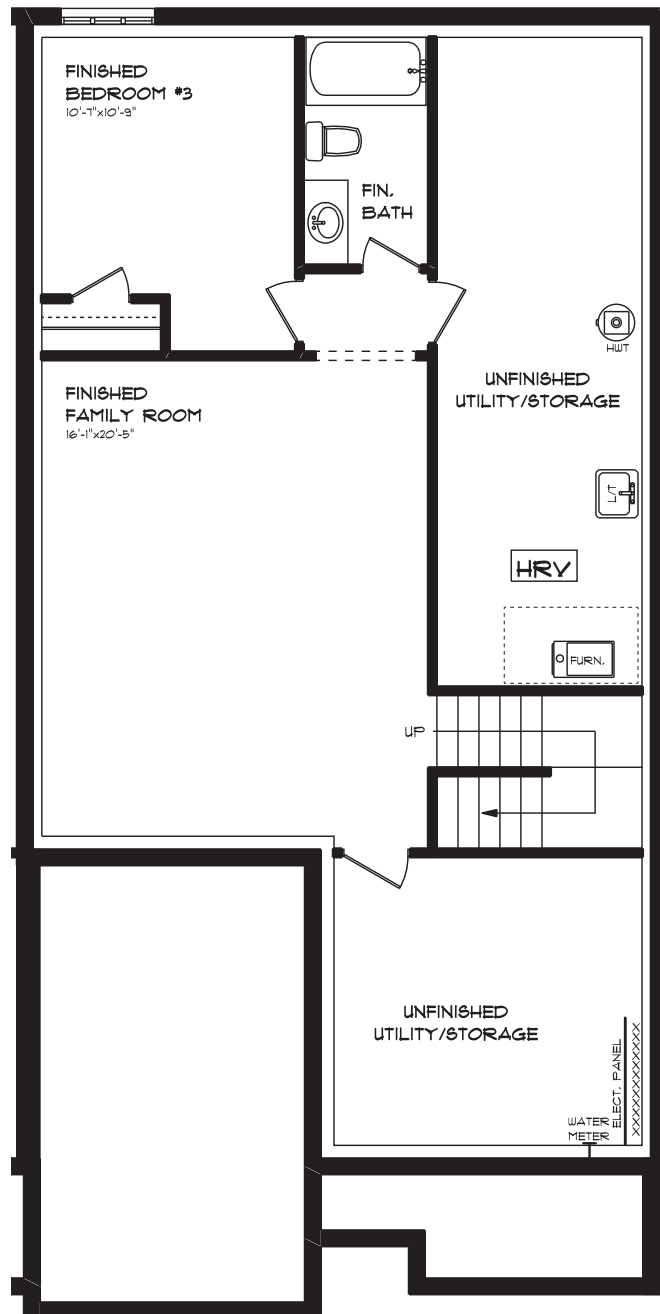 FINISHED
BEDROOM #3
10'-7"x10'-9"
FIN.
BATH
HWT
UNFINISHED
UTILITY/STORAGE
FINISHED
FAMILY ROOM
16'-1"x20'-5"
L/T
HRV
FURN.
UP
UNFINISHED
UTILITY/STORAGE
ELECT. PANEL
XXXXXXXXXXXXX
WATER
METER